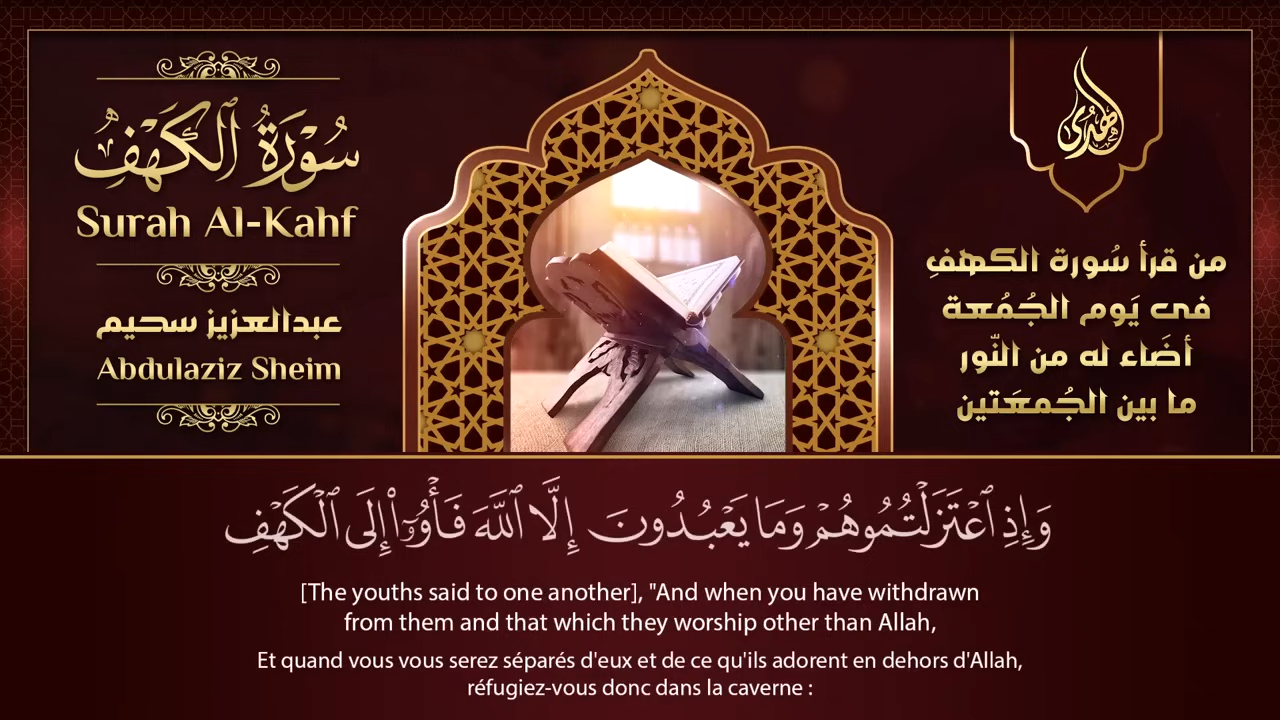 سُوْرَةُ ٱلْكَهْفِ
Surah Al-Kahf
عبدالعزيز سحيم
Abdulaziz Sheim
الهدى
من قرأ سُورة الكهفِ
فى يَوم الجُمُعة
أضَاء له من النّور
ما بين الجُمعَتين
وَإِذِ ٱعْتَزَلْتُمُوهُمْ وَمَا يَعْبُدُونَ إِلَّا ٱللَّهَ فَأْوُۥٓا۟ إِلَى ٱلْكَهْفِ
[The youths said to one another], "And when you have withdrawn
from them and that which they worship other than Allah,
Et quand vous vous serez séparés d'eux et de ce qu'ils adorent en dehors d'Allah,
réfugiez-vous donc dans la caverne :